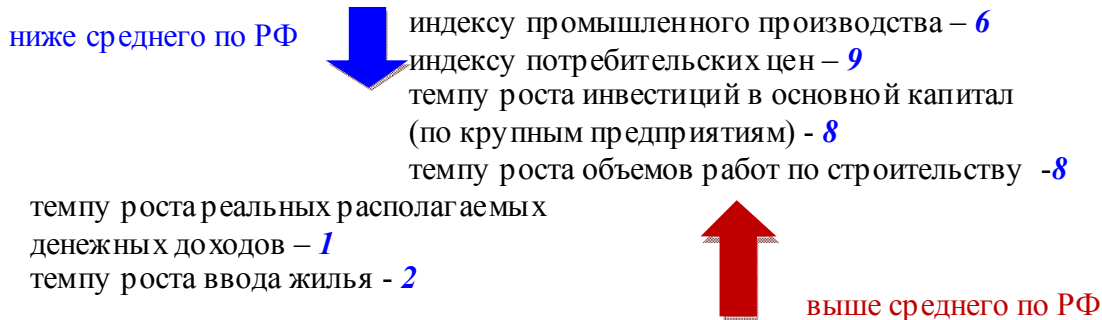 ниже среднего по РФ
индексу промышленного производства – 6
индексу потребительских цен – 9
темпу роста инвестиций в основной капитал
(по крупным предприятиям) - 8
темпу роста объемов работ по строительству -8
темпу роста реальных располагаемых
денежных доходов – 1
темпу роста ввода жилья - 2
выше среднего по РФ